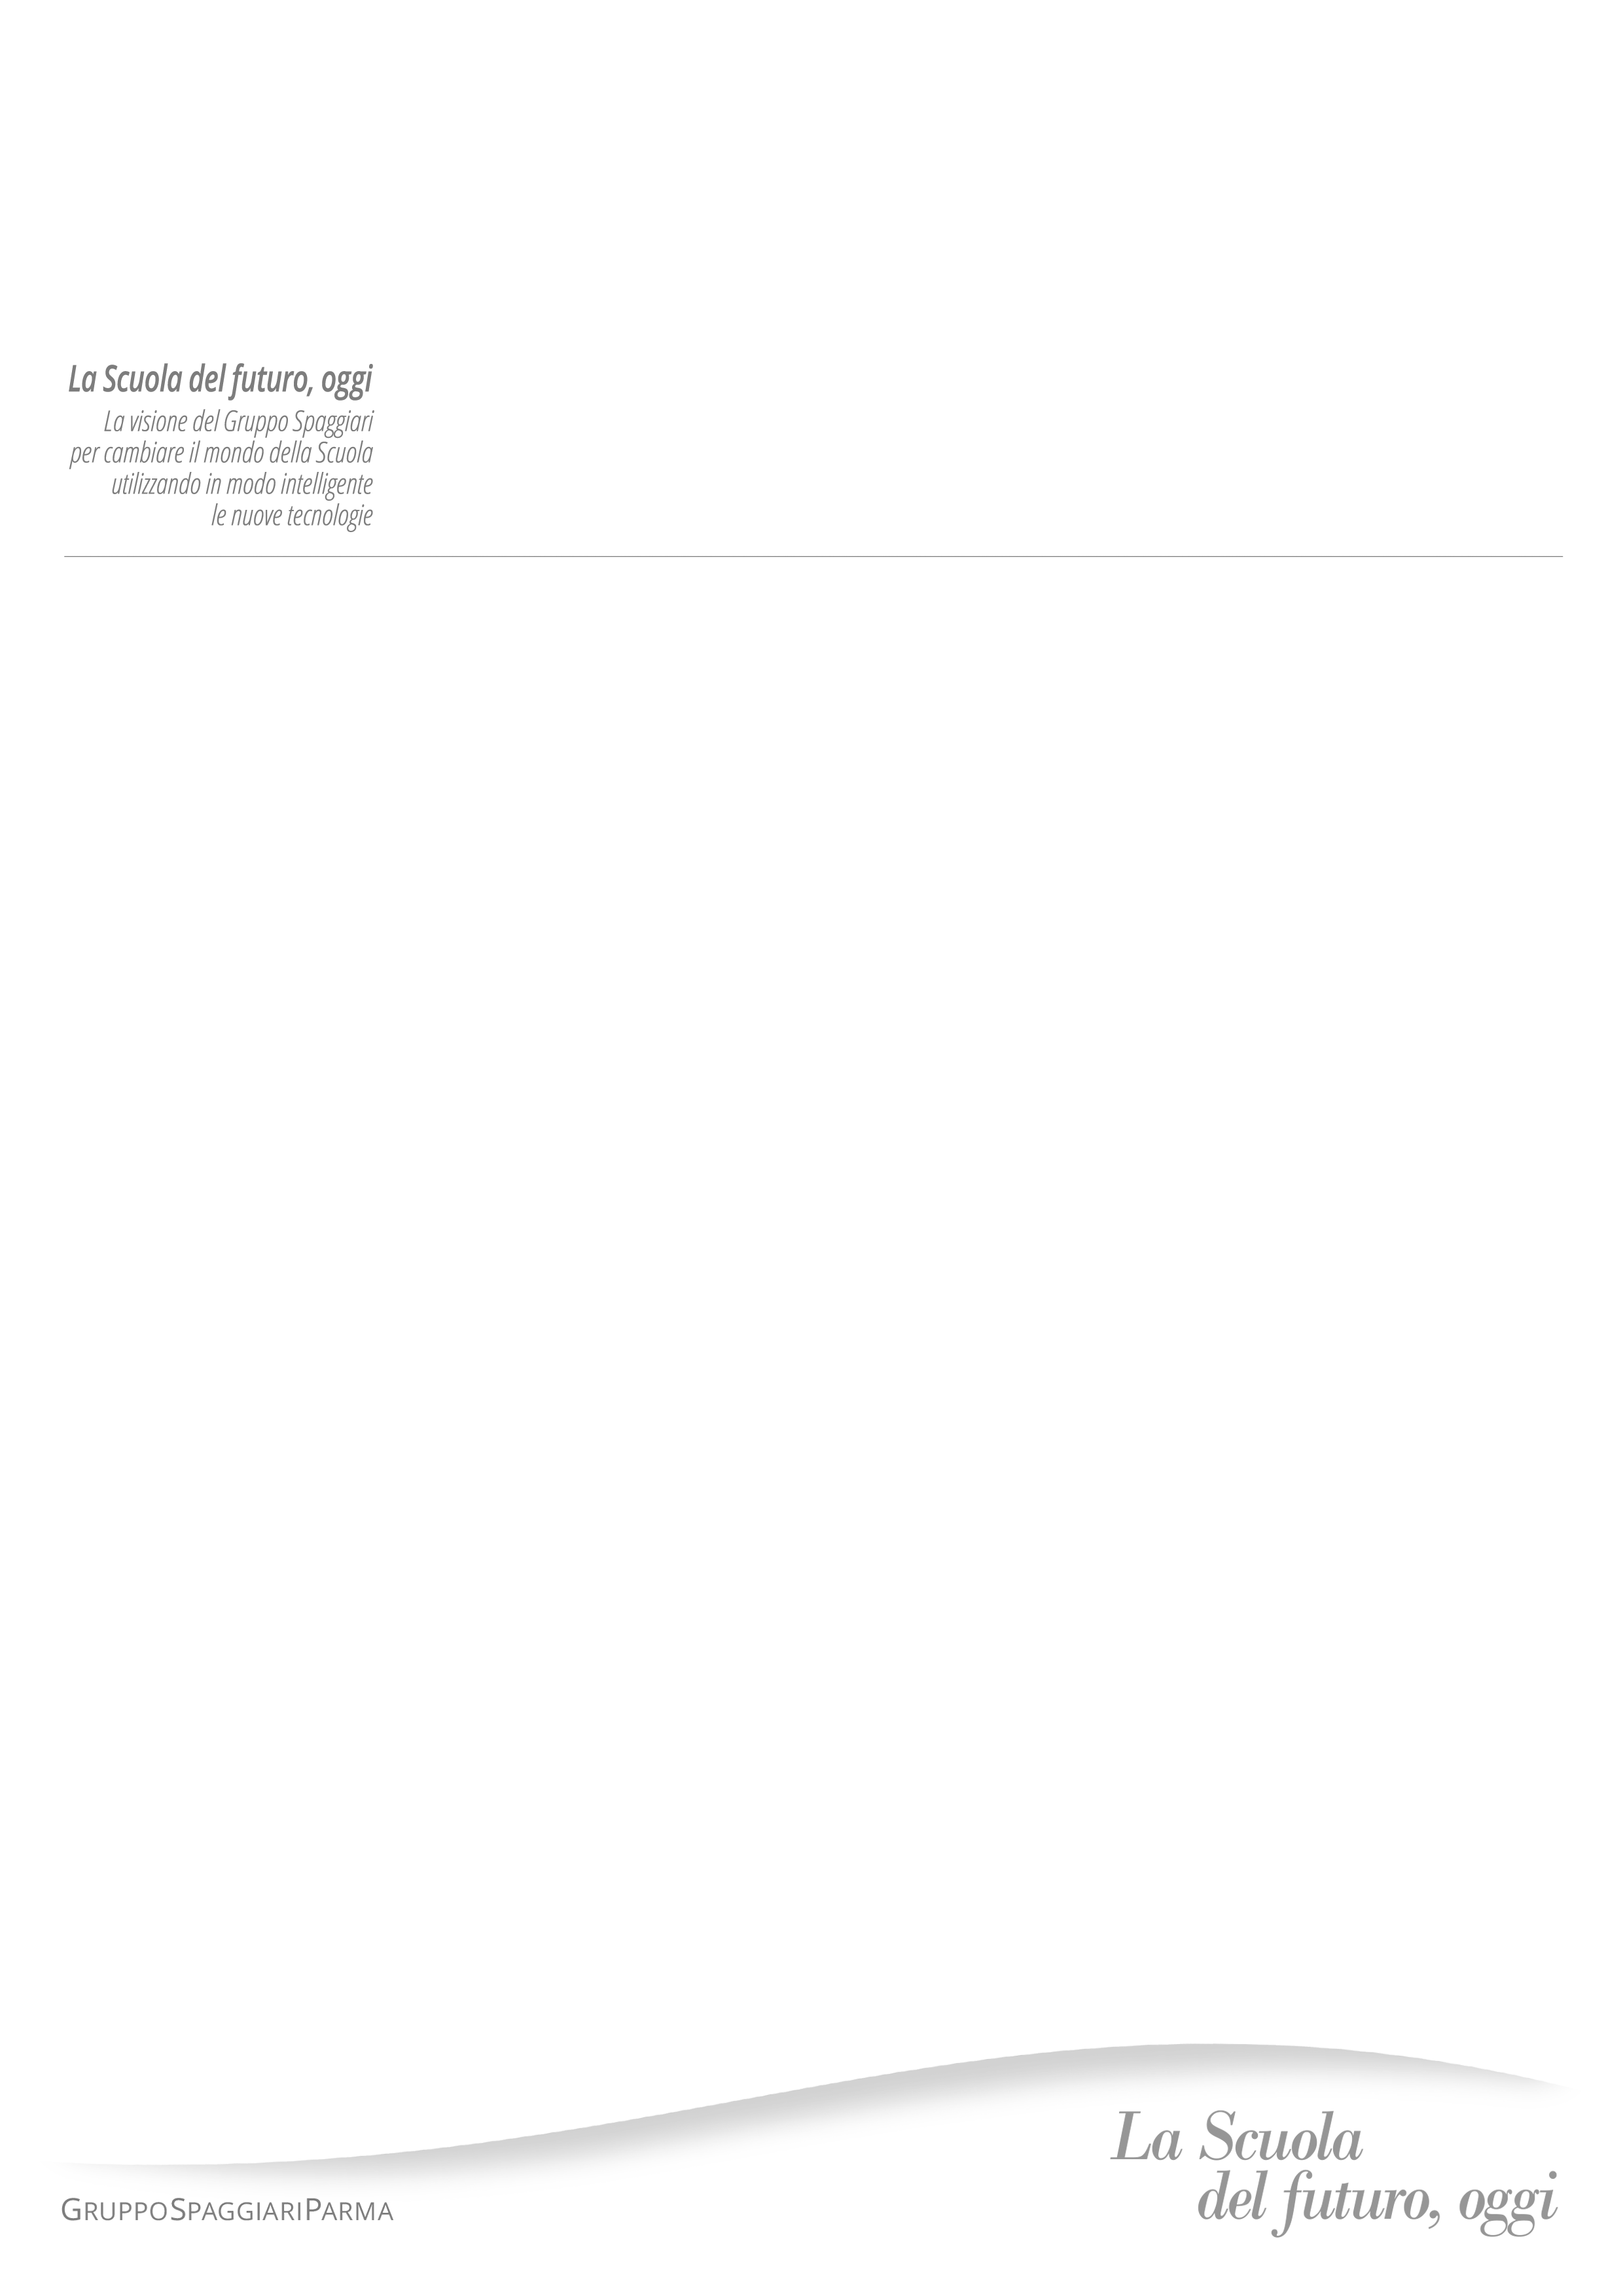 La Scuola del futuro, oggi
La visione del Gruppo Spaggiari
per cambiare il mondo della Scuola
utilizzando in modo intelligente
le nuove tecnologie
La Scuola
del futuro, oggi
GRUPPOSPAGGIARIPARMA